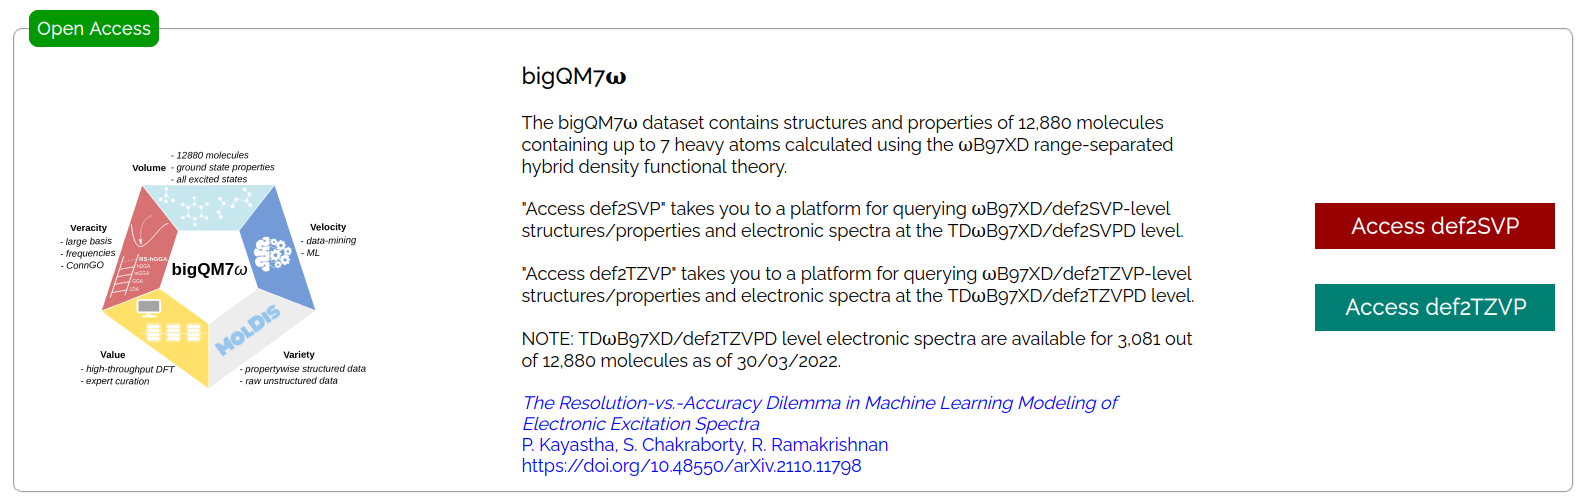 Open Access
bigQM7ω
The bigQM7ω dataset contains structures and properties of 12,880 molecules
containing up to 7 heavy atoms calculated using the ωB97XD range-separated
hybrid density functional theory.
"Access def2SVP" takes you to a platform for querying ωB97XD/def2SVP-level
structures/properties and electronic spectra at the TDωB97XD/def2SVPD level.
"Access def2TZVP" takes you to a platform for querying ωB97XD/def2TZVP-level
structures/properties and electronic spectra at the TDωB97XD/def2TZVPD level.
NOTE: TDωB97XD/def2TZVPD level electronic spectra are available for 3,081 out
of 12,880 molecules as of 30/03/2022.
The Resolution-vs.-Accuracy Dilemma in Machine Learning Modeling of
Electronic Excitation Spectra
P. Kayastha, S. Chakraborty, R. Ramakrishnan
https://doi.org/10.48550/arXiv.2110.11798
Access def2SVP
Access def2TZVP
Volume
- 12880 molecules
- ground state properties
- all excited states
Veracity
- large basis
- frequencies
- ConnGO
Velocity
- data-mining
- ML
RS-hGGA
hGGA
mGGA
GGA
LDA
bigQM7ω
MOLDIS
Value
- high-throughput DFT
- expert curation
Variety
- propertywise structured data
- raw unstructured data